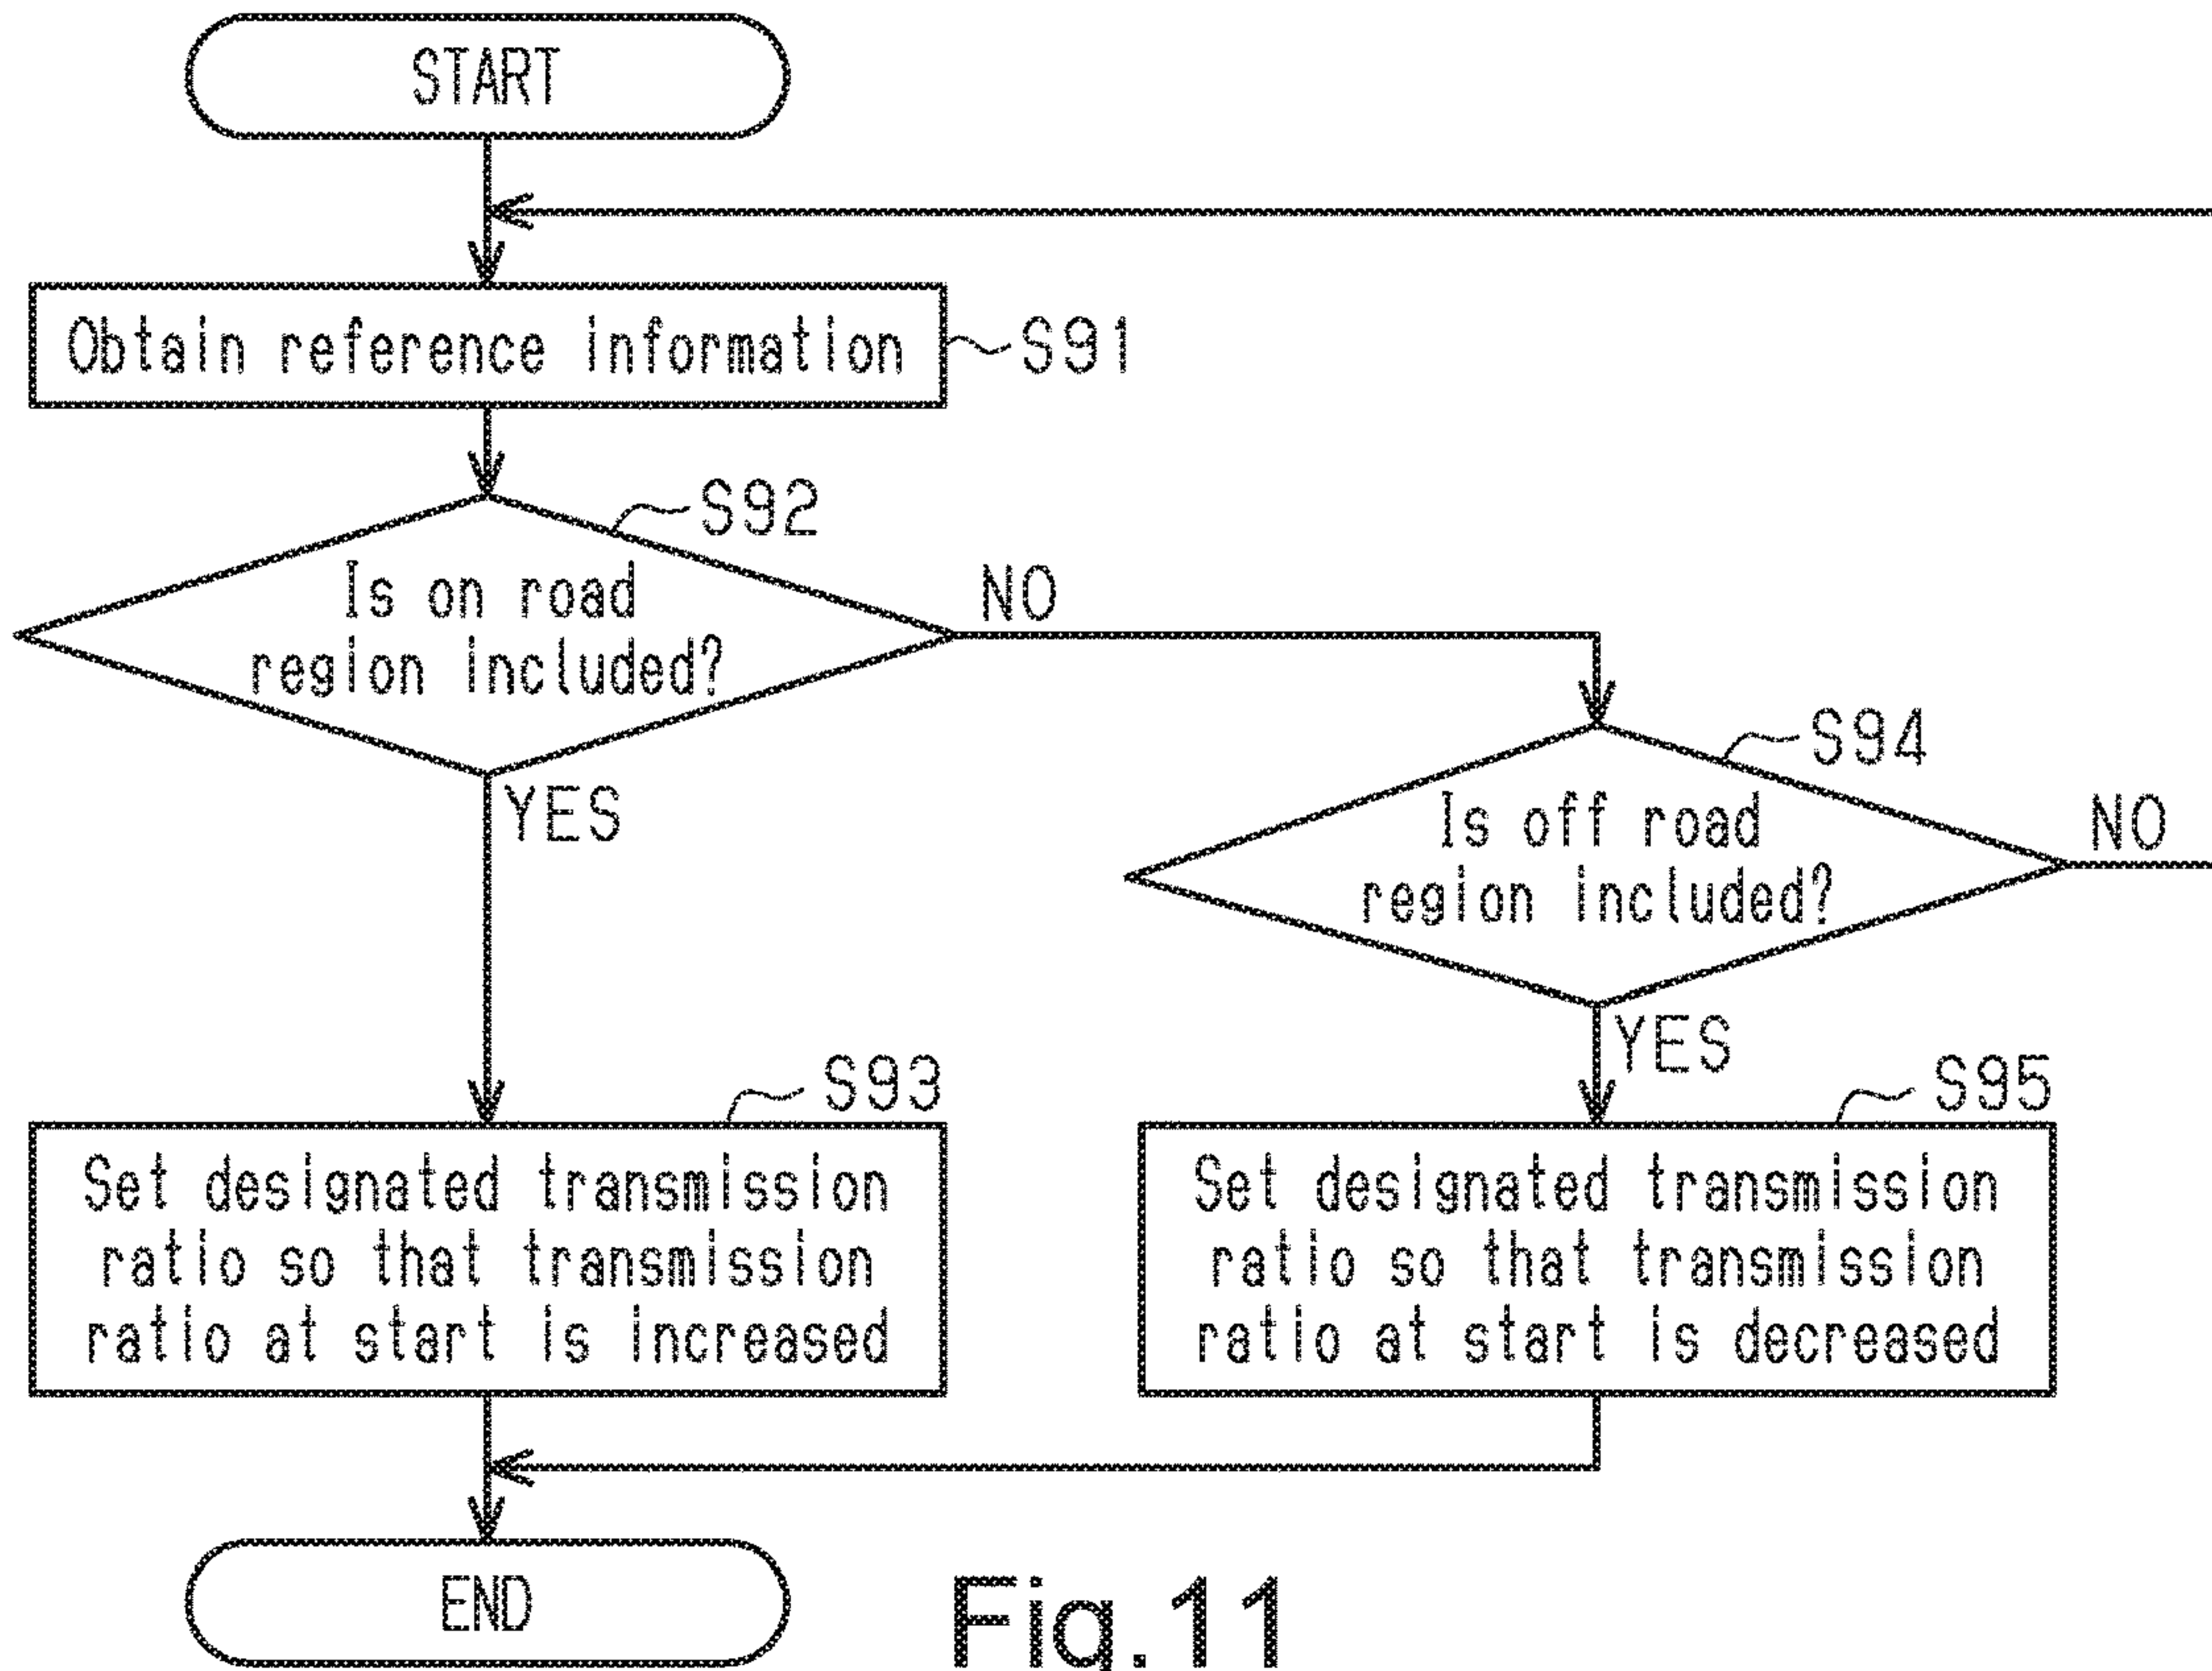 START
Obtain reference information
S91
S92
Is on road
region included?
NO
YES
S94
Is off road
region included?
NO
YES
S93
Set designated transmission
ratio so that transmission
ratio at start is increased
S95
Set designated transmission
ratio so that transmission
ratio at start is decreased
END
Fig.11